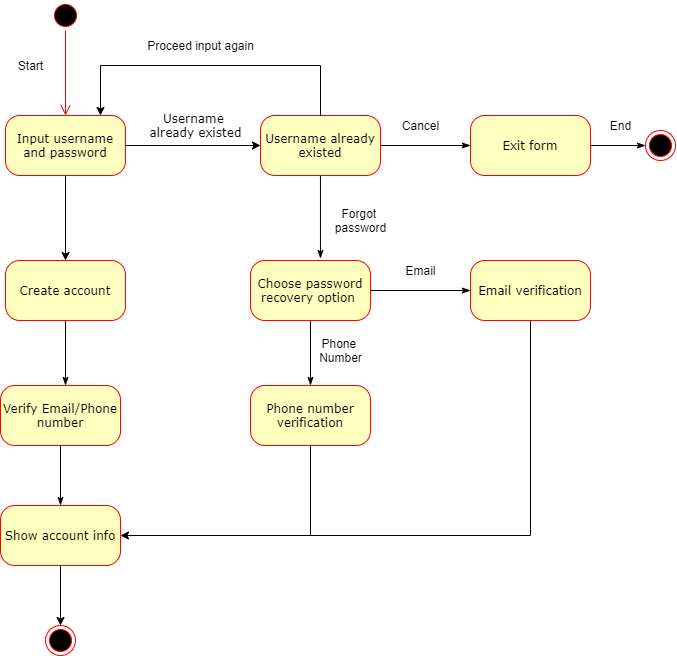 Proceed input again
Start
Username
already existed
Cancel
End
Input username
and password
Username already
existed
Exit form
Forgot
password
Email
Create account
Choose password
recovery option
Email verification
Phone
Number
Verify Email/Phone
number
Phone number
verification
Show account info